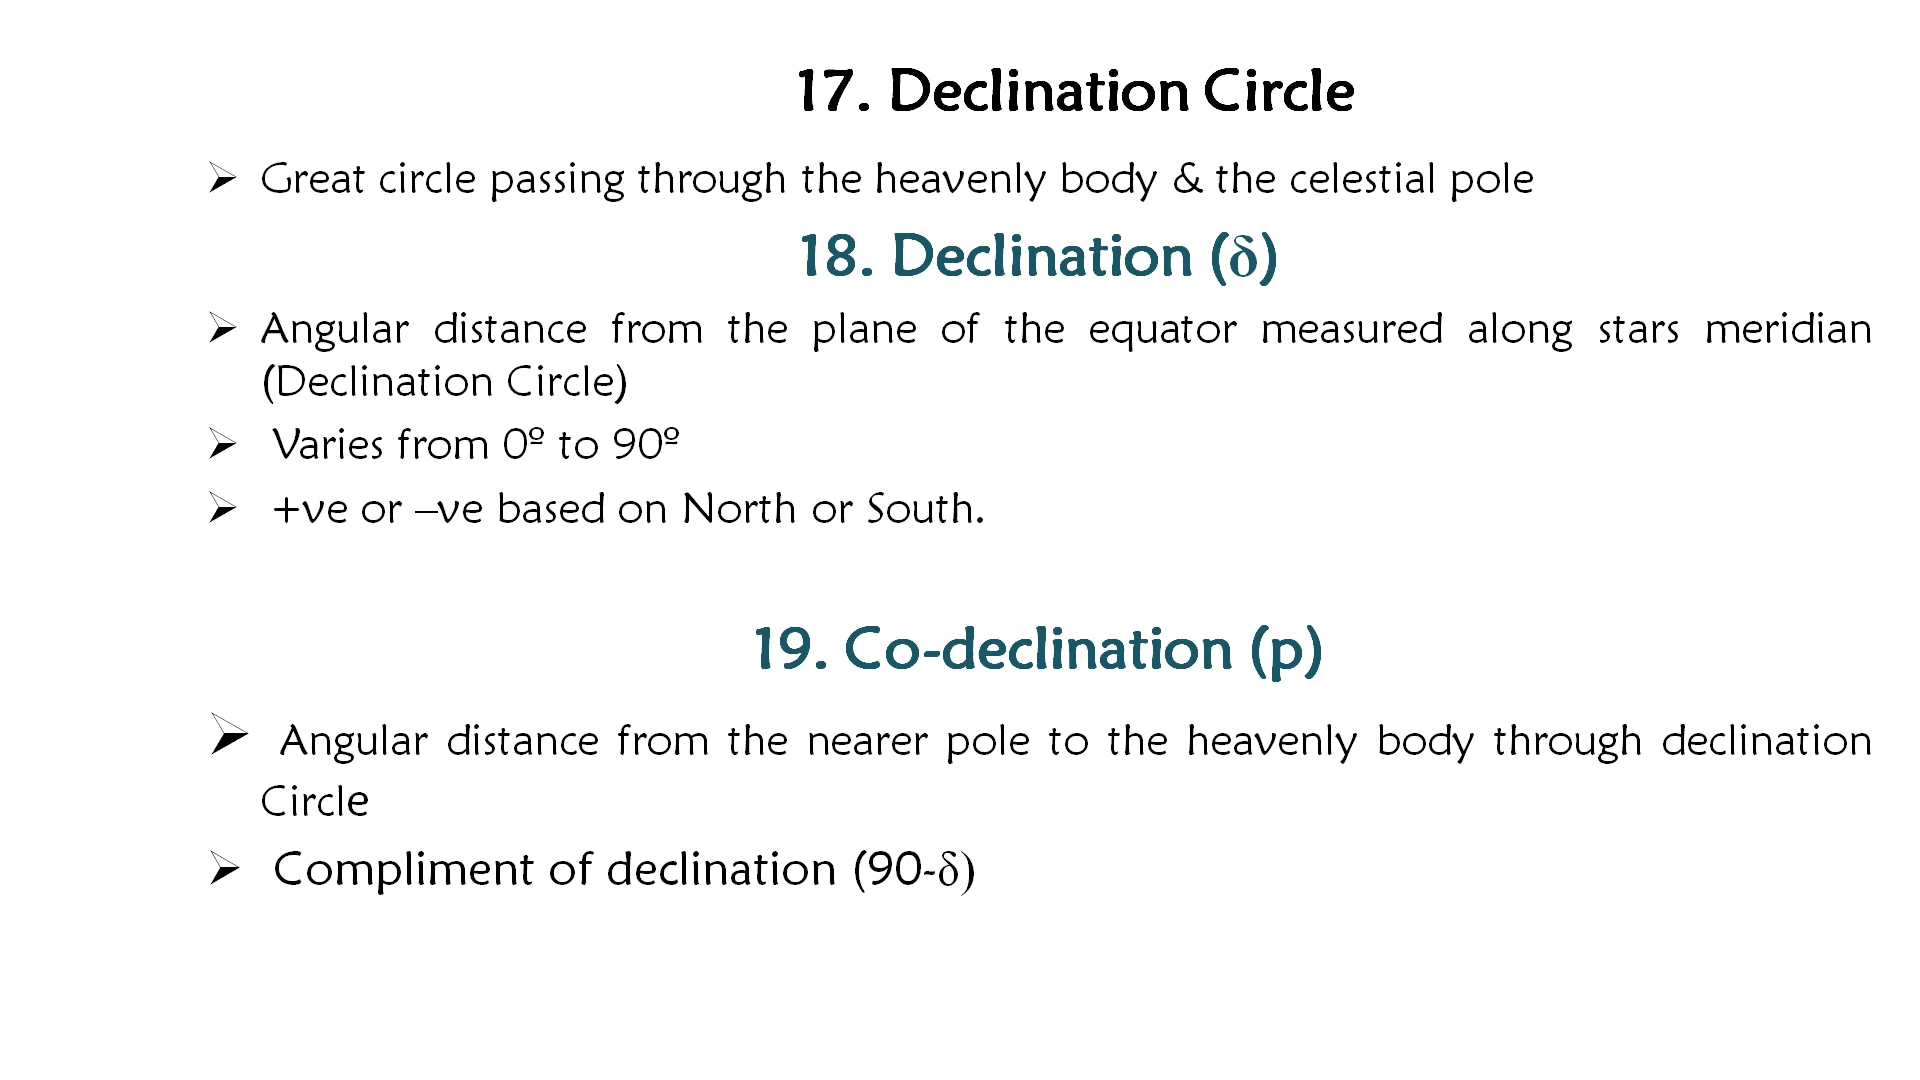 17. Declination Circle
➢ Great circle passing through the heavenly body & the celestial pole
18. Declination (δ)
➢ Angular distance from the plane of the equator measured along stars meridian
(Declination Circle)
➢ Varies from 0º to 90º
➢ +ve or –ve based on North or South.
19. Co-declination (p)
➢ Angular distance from the nearer pole to the heavenly body through declination
Circle
➢ Compliment of declination (90-δ)